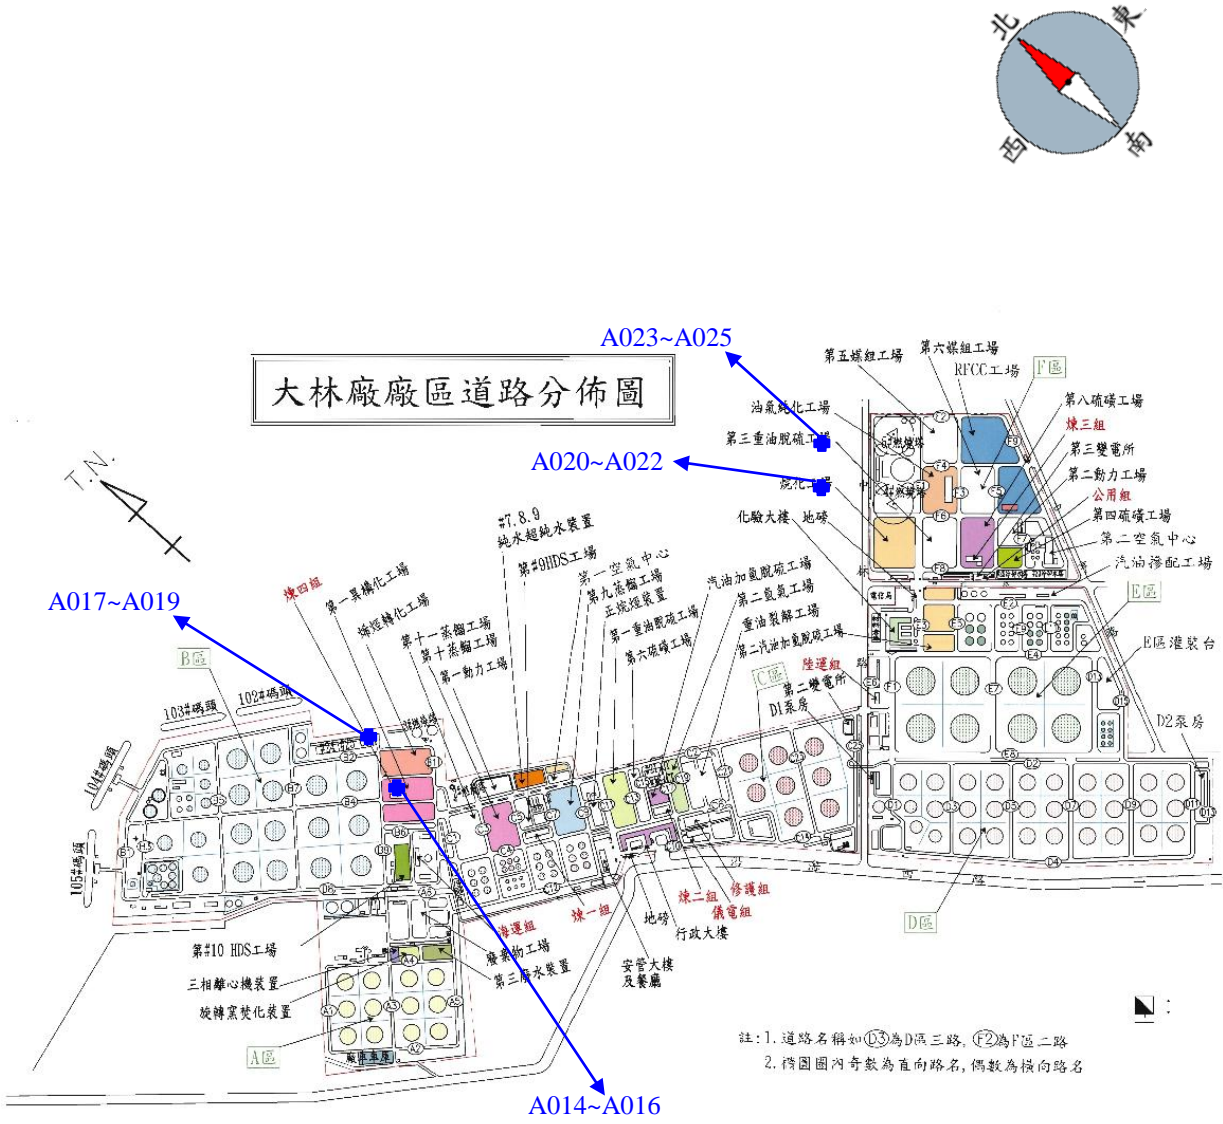 北
東
西
南
A023~A025
大林廠廠區道路分佈圖
第五媒組工場
第六媒組工場
RFCC工場
F區
油氣純化工場
第八硫磺工場
煉三組
第三重油脫硫工場
A020~A022
第三變電所
第二動力工場
公用組
T.N.
#7.8.9
純水超純水裝置
化驗大樓
地磅
第四硫磺工場
第二空氣中心
汽油摻配工場
第#9HDS工場
第一空氣中心
第九蒸餾工場
正烷烴裝置
第一重油脫硫工場
第六硫磺工場
汽油加氫脫硫工場
第二氫氣工場
重油裂解工場
第二汽油加氫脫硫工場
電信局
E區
煉四組
第一異構化工場
烯烴轉化工場
第十一蒸餾工場
第十蒸餾工場
第一動力工場
A017~A019
B區
C區
陸運組
第二變電所
D1泵房
E區灌裝台
D2泵房
102#碼頭
103#碼頭
104#碼頭
105#碼頭
D區
第#10 HDS工場
三相離心機裝置
旋轉窯焚化裝置
海運組
廢棄物工場
第三廢水裝置
煉一組
煉二組
修護組
儀電組
地磅
行政大樓
安管大樓
及餐廳
A區
A014~A016
註:1.道路名稱如D3為D區三路,F2為F區二路
2.橢圓圈內奇數為直向路名,偶數為橫向路名